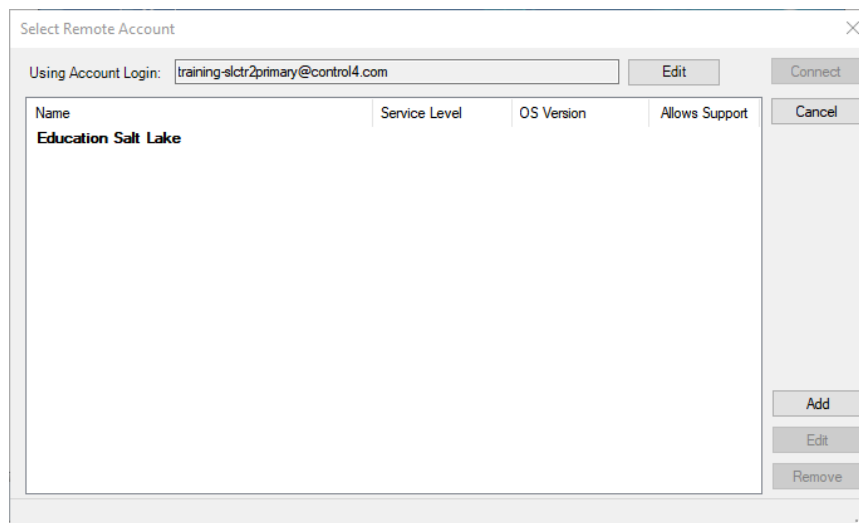 Select Remote Account
Using Account Login: training-slctr2primary@control4.com Edit Connect
Name Service Level OS Version Allows Support Cancel
Education Salt Lake
Add
Edit
Remove